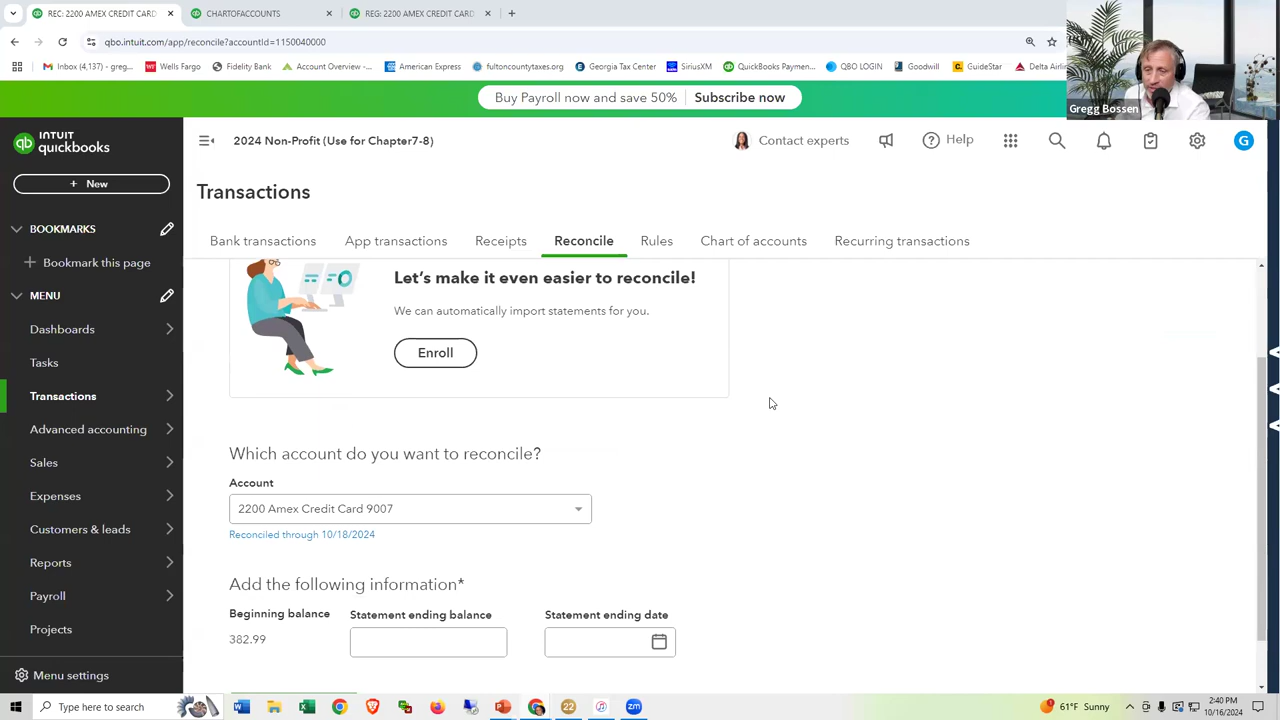 REC: 2200 AMEX CREDIT CARD
CHARTOFACCOUNTS
REG: 2200 AMEX CREDIT CARD
qbo.intuit.com/app/reconcile?accountId=1150040000
Inbox (4,137) - greg...
Wells Fargo
Fidelity Bank
Account Overview -...
American Express
fultoncountytaxes.org
Georgia Tax Center
SiriusXM
QuickBooks Paymen...
QBO LOGIN
Goodwill
GuideStar
Delta Airli
Gregg Bossen
Buy Payroll now and save 50%
Subscribe now
INTUIT
quickbooks
2024 Non-Profit (Use for Chapter7-8)
Contact experts
Help
G
+ New
Transactions
BOOKMARKS
Bookmark this page
MENU
Dashboards
Tasks
Transactions
Advanced accounting
Sales
Expenses
Customers & leads
Reports
Payroll
Projects
Menu settings
Bank transactions
App transactions
Receipts
Reconcile
Rules
Chart of accounts
Recurring transactions
Let's make it even easier to reconcile!
We can automatically import statements for you.
Enroll
Which account do you want to reconcile?
Account
2200 Amex Credit Card 9007
Reconciled through 10/18/2024
Add the following information*
Beginning balance
Statement ending balance
Statement ending date
382.99
Type here to search
22
61°F Sunny
2:40 PM
10/16/2024